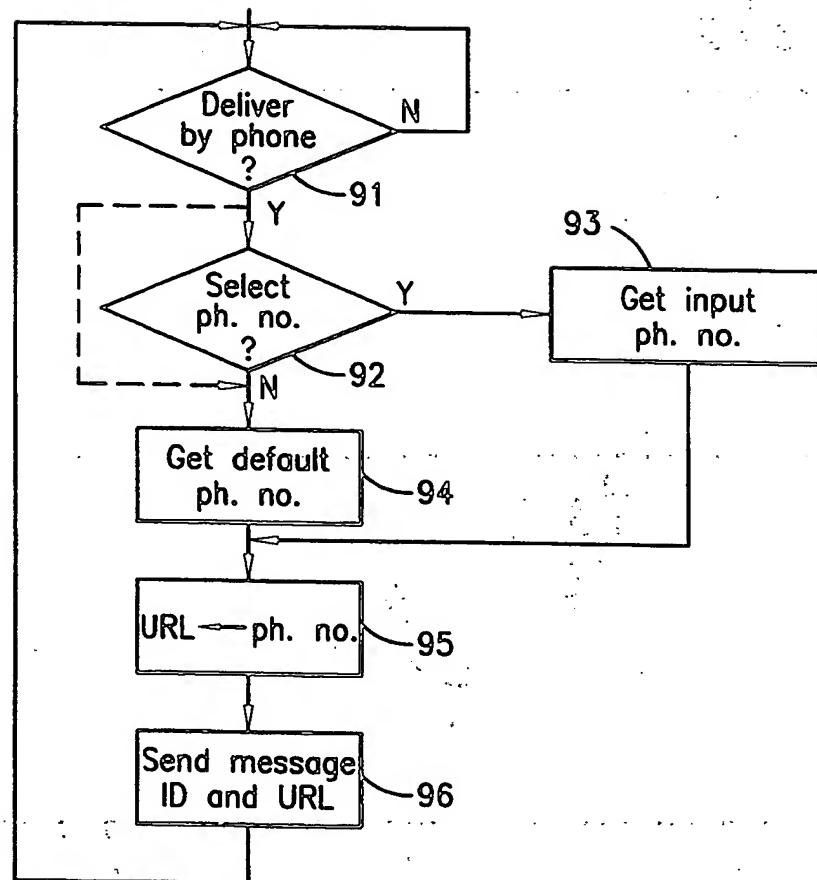 Deliver
by phone
?
N
91
Y
Select
ph. no.
?
Y
92
N
93
Get input
ph. no.
Get default
ph. no.
94
URL ← ph. no.
95
Send message
ID and URL
96